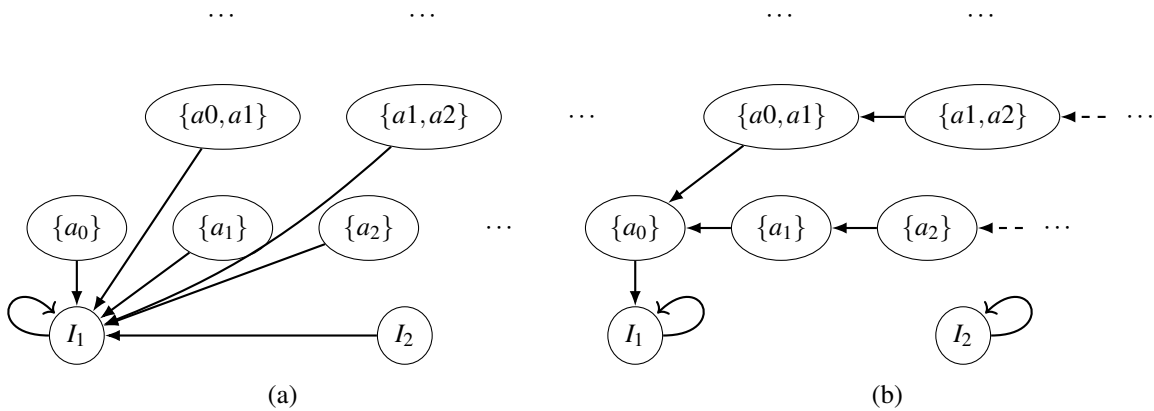 ... ... ... ...
{a0,a1} {a1,a2} ... {a0,a1} {a1,a2} ...
{a₀} {a₁} {a₂} ... {a₀} {a₁} {a₂} ...
I₁ I₂ I₁ I₂
(a) (b)